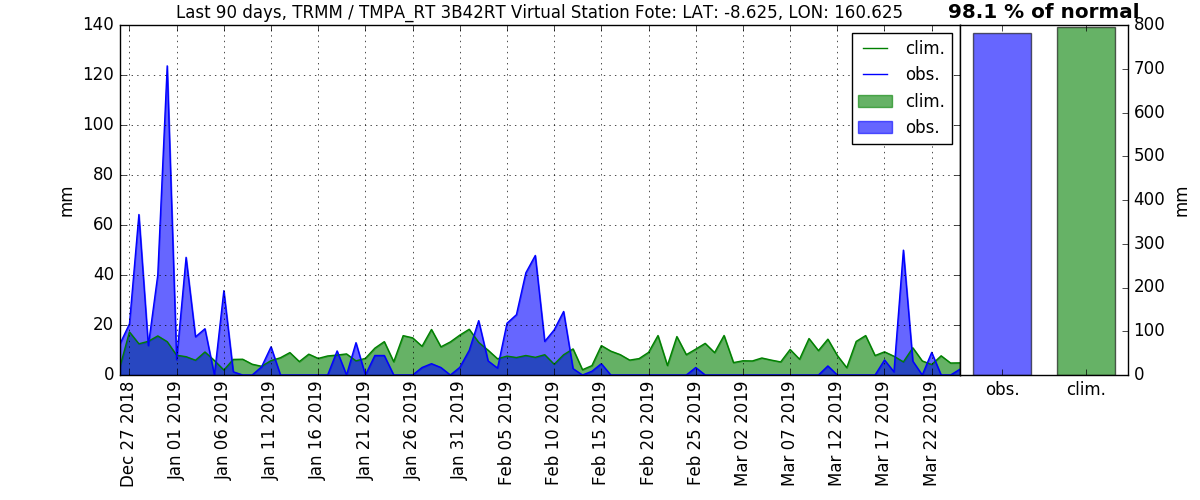 Last 90 days, TRMM / TMPA_RT 3B42RT Virtual Station Fote: LAT: -8.625, LON: 160.625
98.1 % of normal
mm
140
120
100
80
60
40
20
0
clim.
obs.
clim.
obs.
800
700
600
500
400
300
200
100
0
mm
obs.
clim.
Dec 27 2018
Jan 01 2019
Jan 06 2019
Jan 11 2019
Jan 16 2019
Jan 21 2019
Jan 26 2019
Jan 31 2019
Feb 05 2019
Feb 10 2019
Feb 15 2019
Feb 20 2019
Feb 25 2019
Mar 02 2019
Mar 07 2019
Mar 12 2019
Mar 17 2019
Mar 22 2019